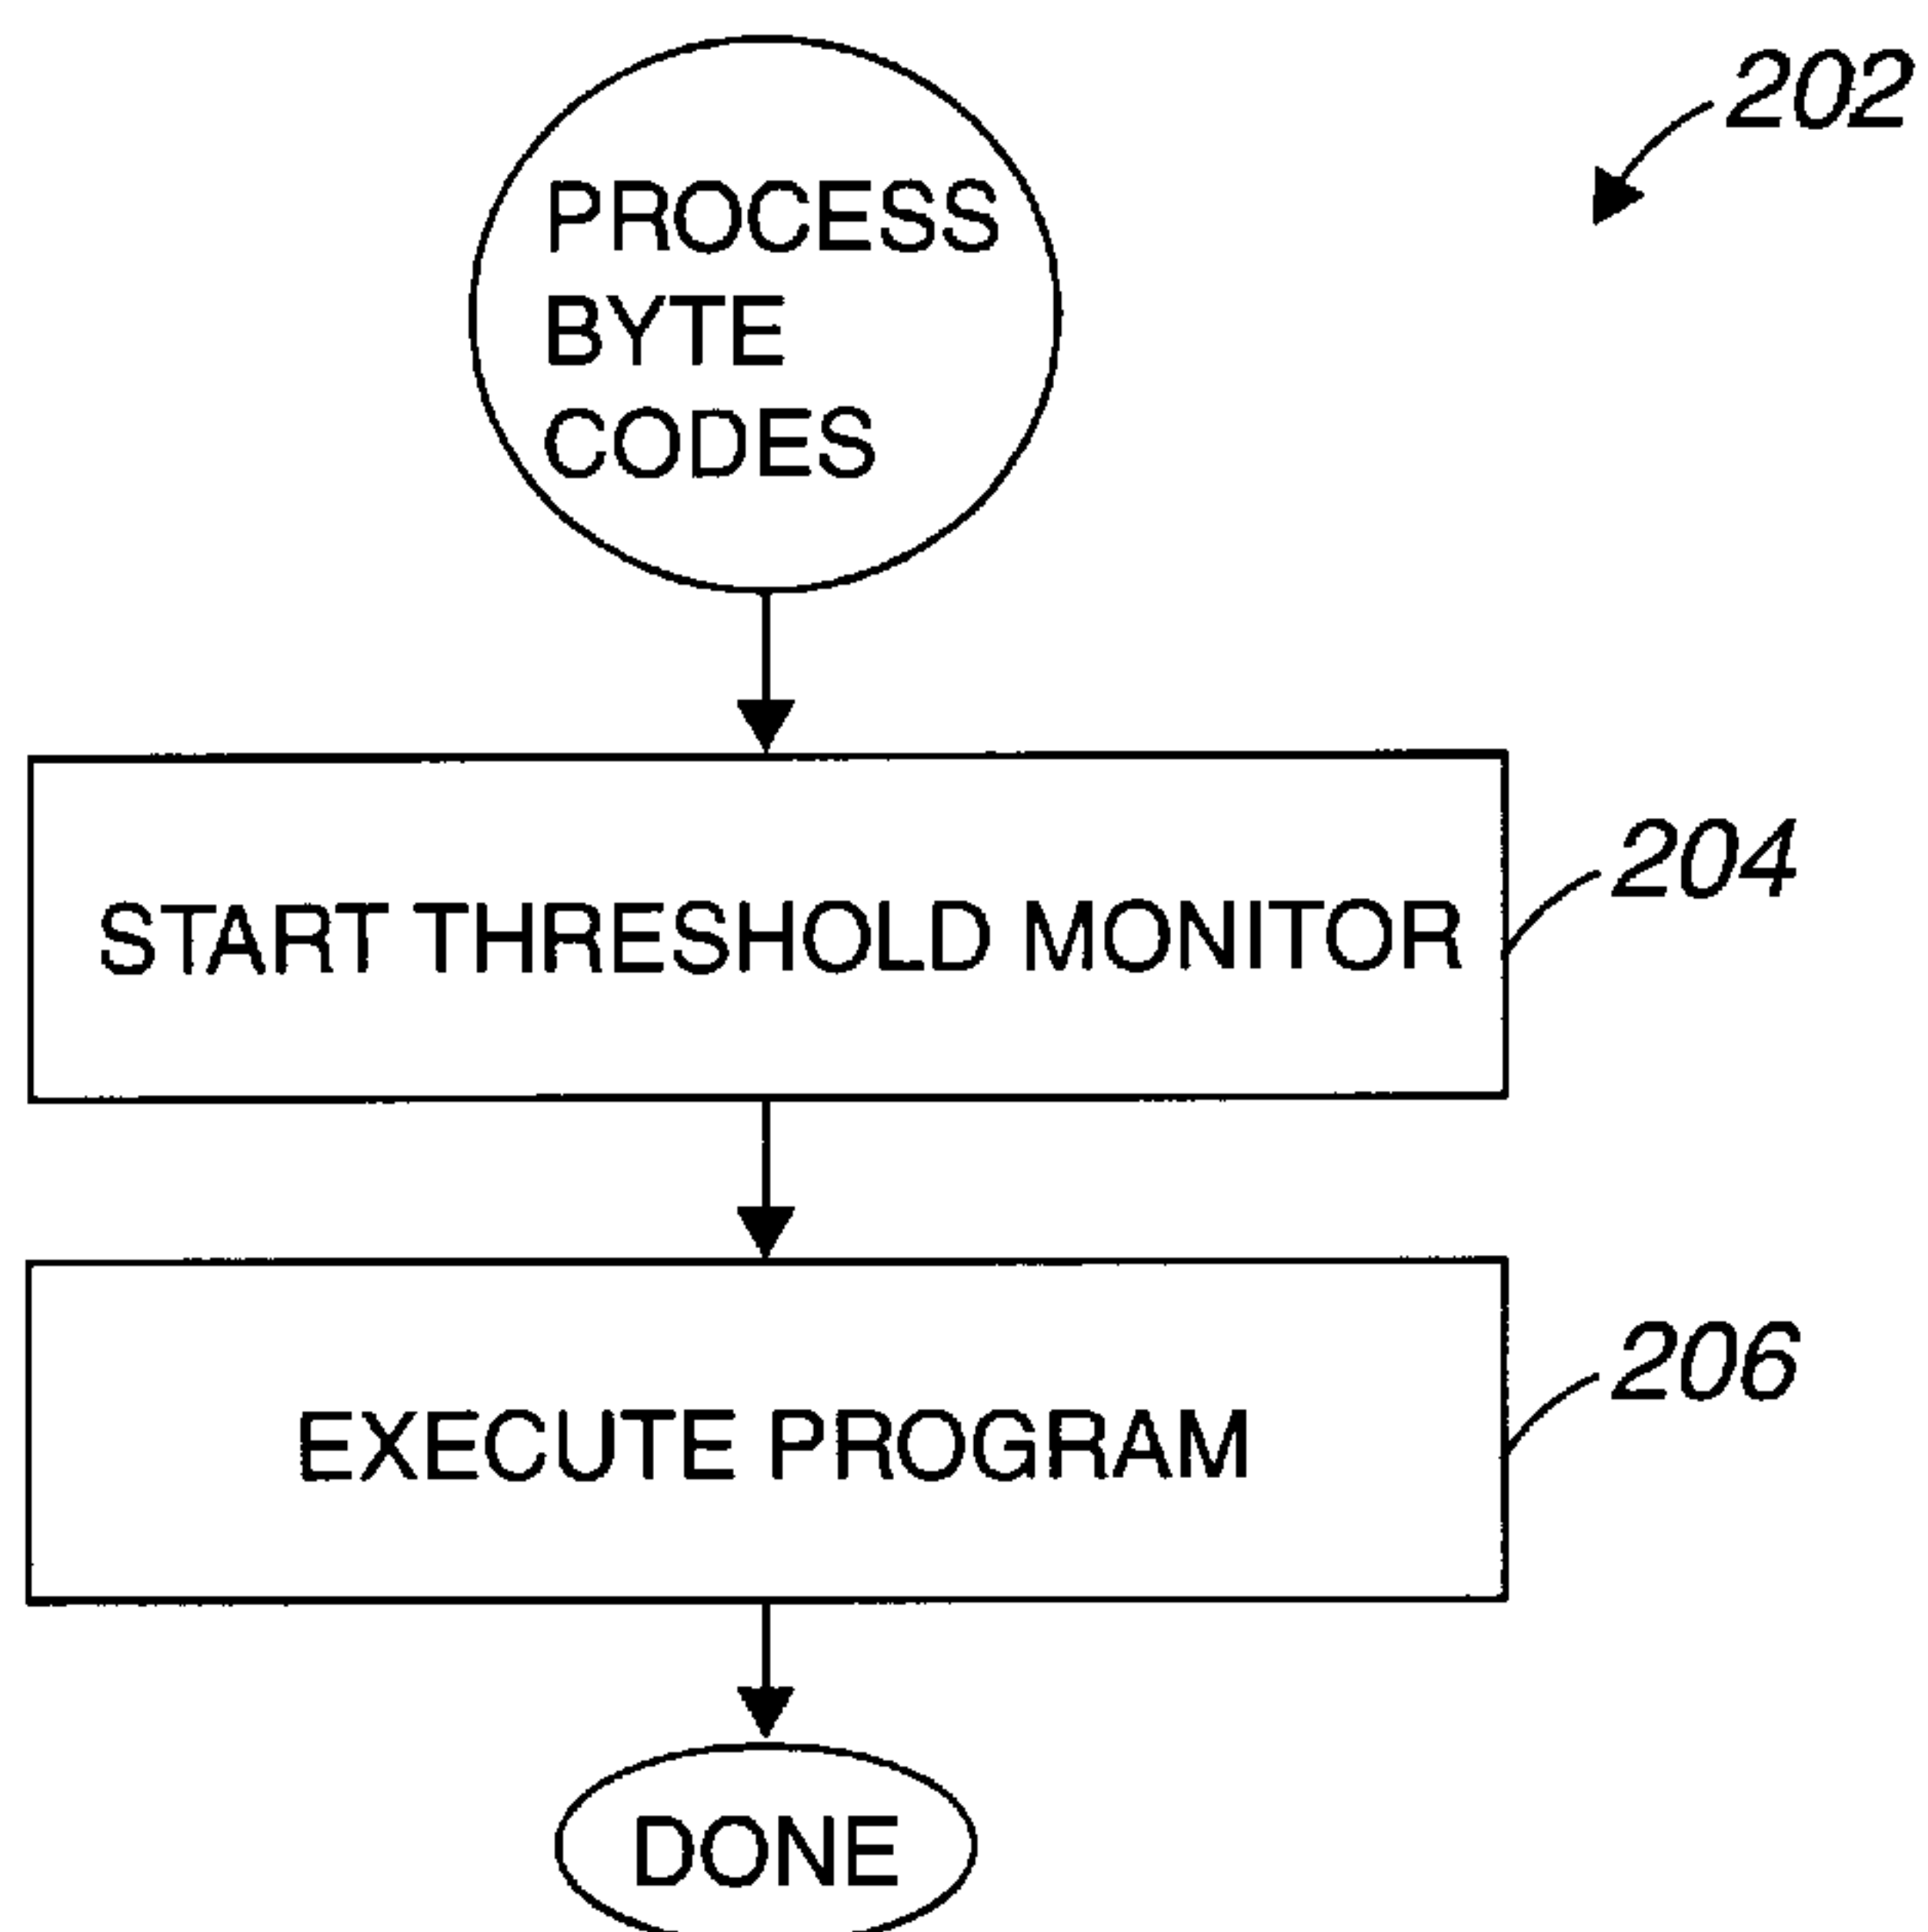 PROCESS
BYTE
CODES
202
START THRESHOLD MONITOR
204
EXECUTE PROGRAM
206
DONE